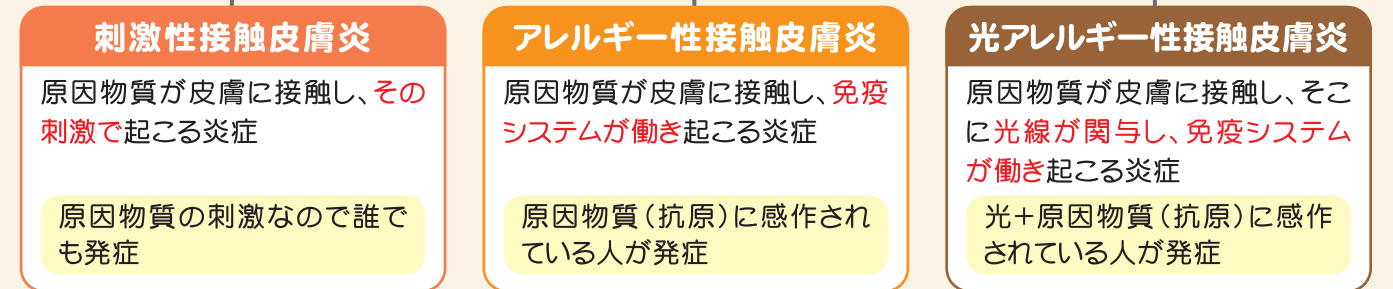 刺激性接触皮膚炎
原因物質が皮膚に接触し、その
刺激で起こる炎症
原因物質の刺激なので誰で
も発症
アレルギー性接触皮膚炎
原因物質が皮膚に接触し、免疫
システムが働き起こる炎症
原因物質(抗原)に感作され
ている人が発症
光アレルギー性接触皮膚炎
原因物質が皮膚に接触し、そこ
に光線が関与し、免疫システム
が働き起こる炎症
光+原因物質(抗原)に感作
されている人が発症